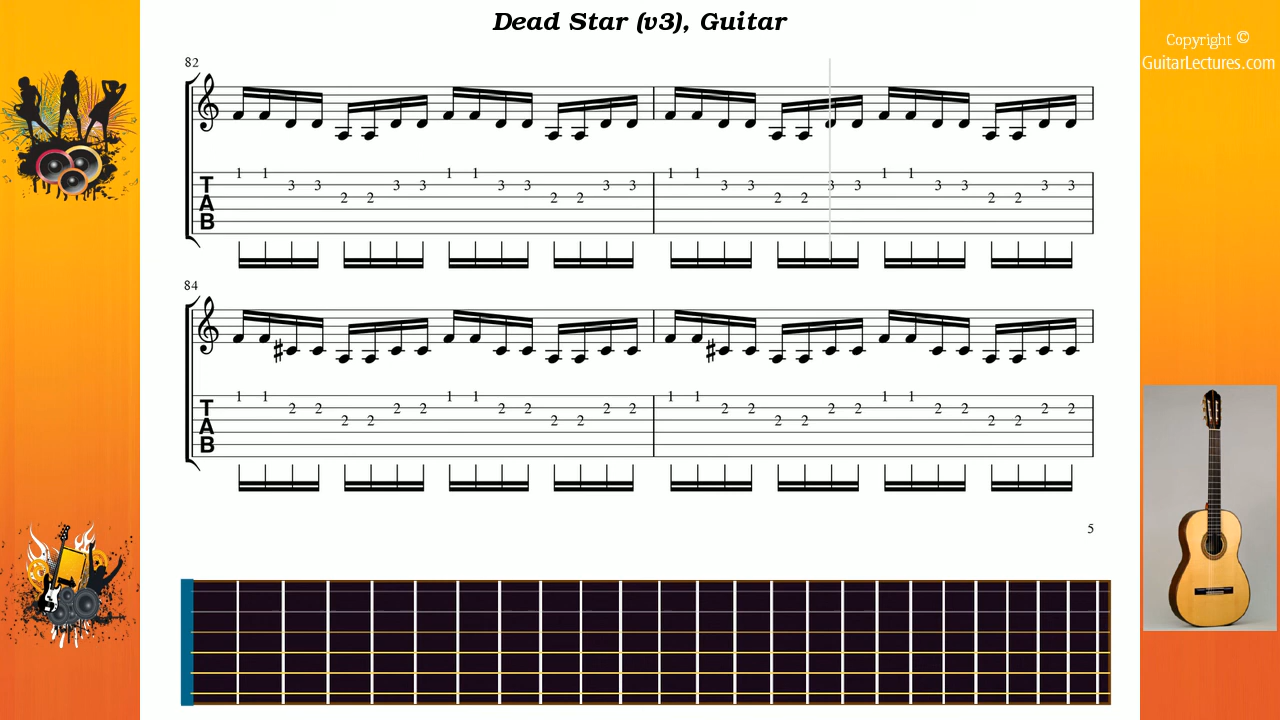 Dead Star (v3), Guitar
Copyright ©
GuitarLectures.com
82
1 1 3 3 2 2 3 3 1 1 3 3 2 2 3 3 1 1 3 3 2 2 3 3 1 1 3 3 2 2 3 3
T
A
B
84
1 1 2 2 2 2 2 2 1 1 2 2 2 2 2 2 1 1 2 2 2 2 2 2 1 1 2 2 2 2 2 2
T
A
B
5